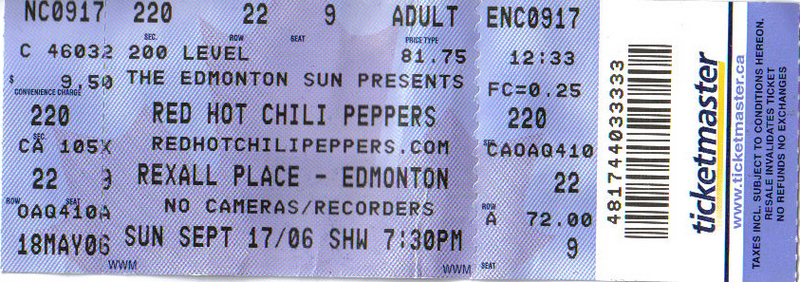 NC0917 220 22 9 ADULT ENC0917
SEC. ROW SEAT PRICE TYPE
C 46032 200 LEVEL 81.75 12:33
$ 9.50 THE EDMONTON SUN PRESENTS FC=0.25
CONVENIENCE CHARGE
220 RED HOT CHILI PEPPERS 220
SEC. SEC.
CA 105X REDHOTCHILIPEPPERS.COM CAOAQ410
22 9 REXALL PLACE - EDMONTON 22
ROW SEAT ROW
OAQ410A NO CAMERAS/RECORDERS A 72.00
18MAY06 SUN SEPT 17/06 SHW 7:30PM 9
WWM WWM SEAT
481744033333
ticketmaster
www.ticketmaster.ca
TAXES INCL. SUBJECT TO CONDITIONS HEREON.
RESALE INVALIDATES TICKET
NO REFUNDS NO EXCHANGES